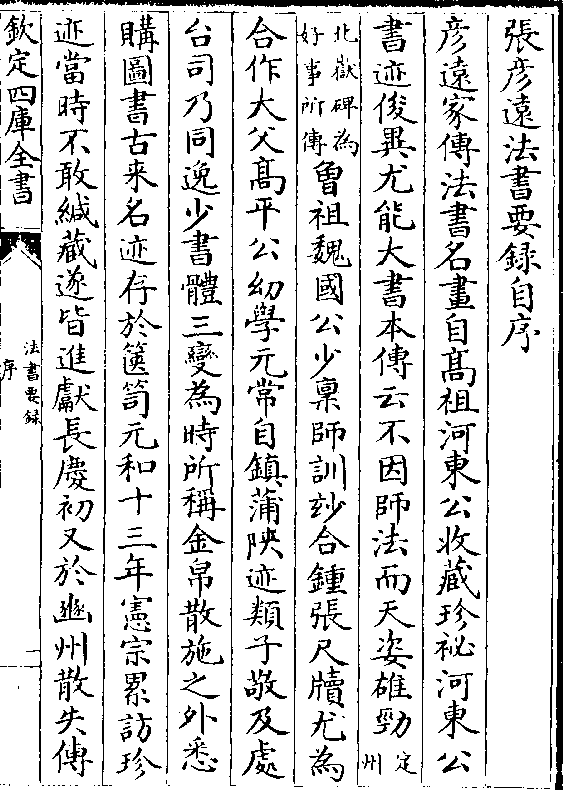 張彦遠法書要録自序
彦遠家傳法書名畫自髙祖河東公收藏珍祕河東公
書迹俊異尤能大書本傳云不因師法而天姿雄勁定州
北嶽碑為好事所傳曾祖魏國公少稟師訓玅合鍾張尺牘尤為
合作大父髙平公幼學元常自鎮蒲陜迹類子敬及處
台司乃同逸少書體三變為時所稱金帛散施之外悉
購圖書古来名迹存於篋笥元和十三年憲宗累訪珍
迹當時不敢緘藏遂皆進獻長慶初又於幽州散失傳
欽定四庫全書
法書要録
序
一